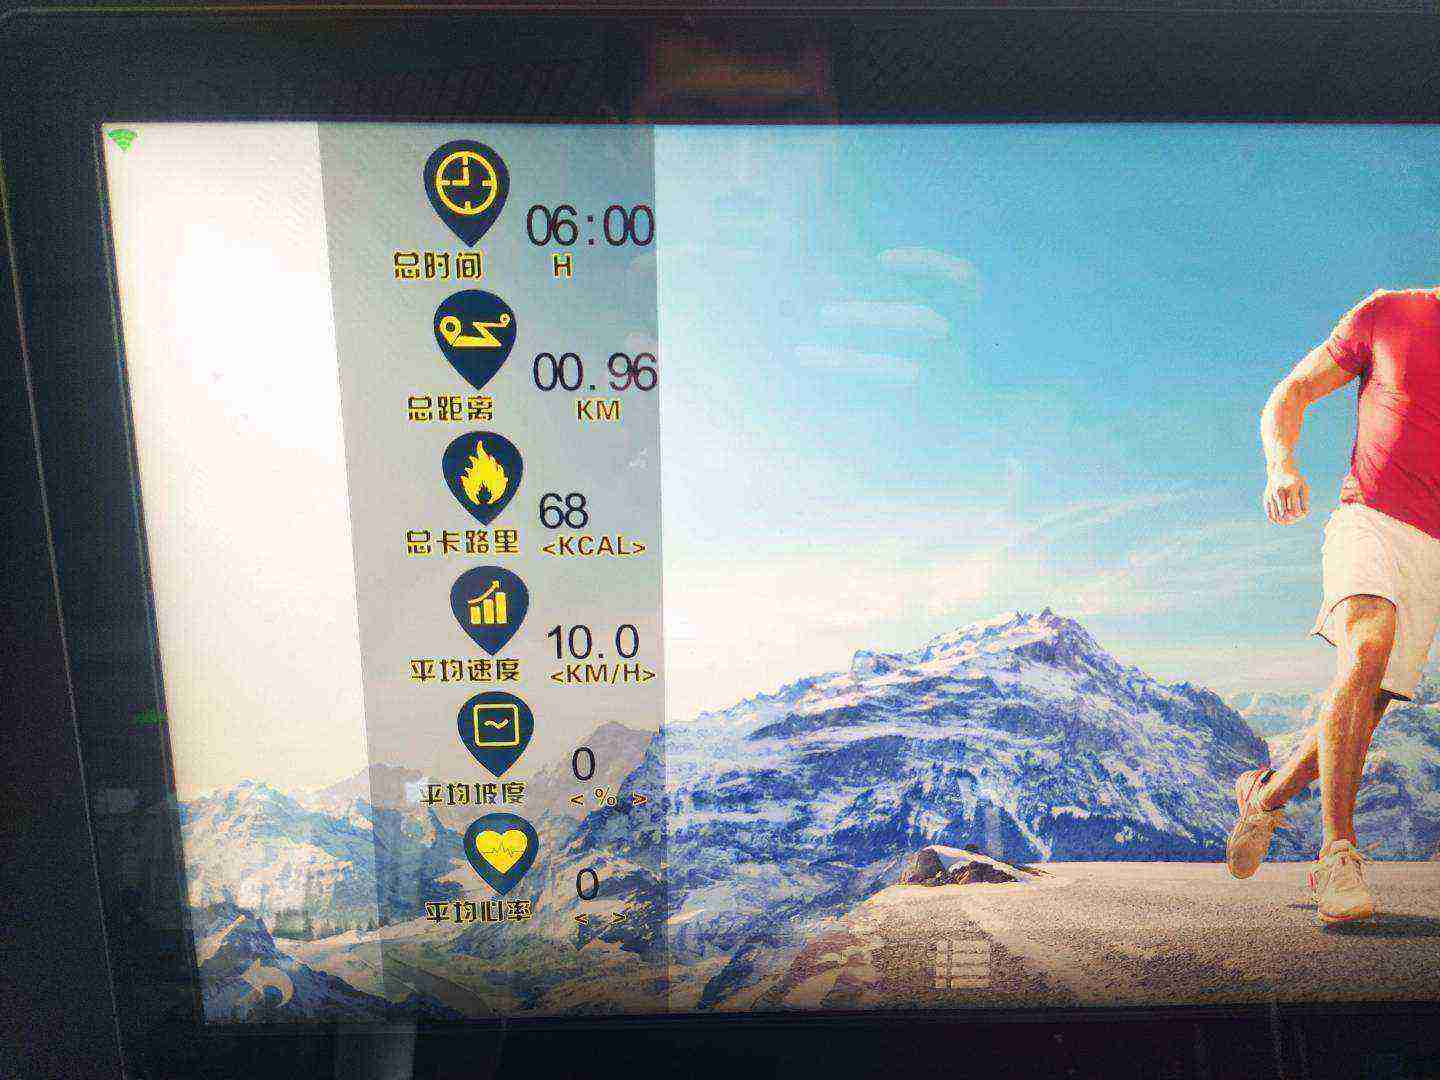 06:00
总时间 H
00.96
总距离 KM
68
总卡路里 <KCAL>
10.0
平均速度 <KM/H>
0
平均坡度 < % >
0
平均心率 < >